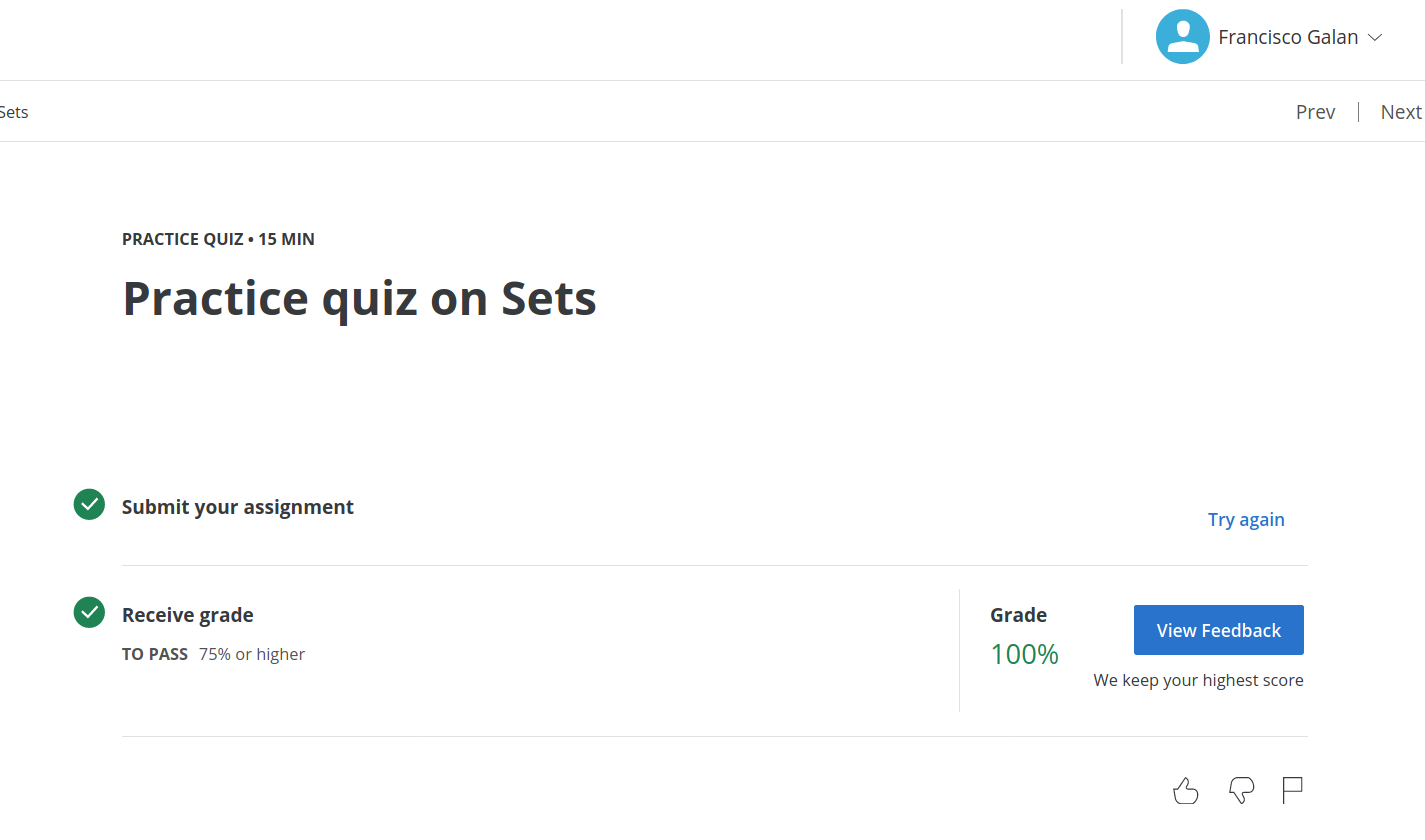 Francisco Galan
Sets
Prev
Next
PRACTICE QUIZ • 15 MIN
Practice quiz on Sets
Submit your assignment
Try again
Receive grade
TO PASS 75% or higher
Grade
100%
View Feedback
We keep your highest score